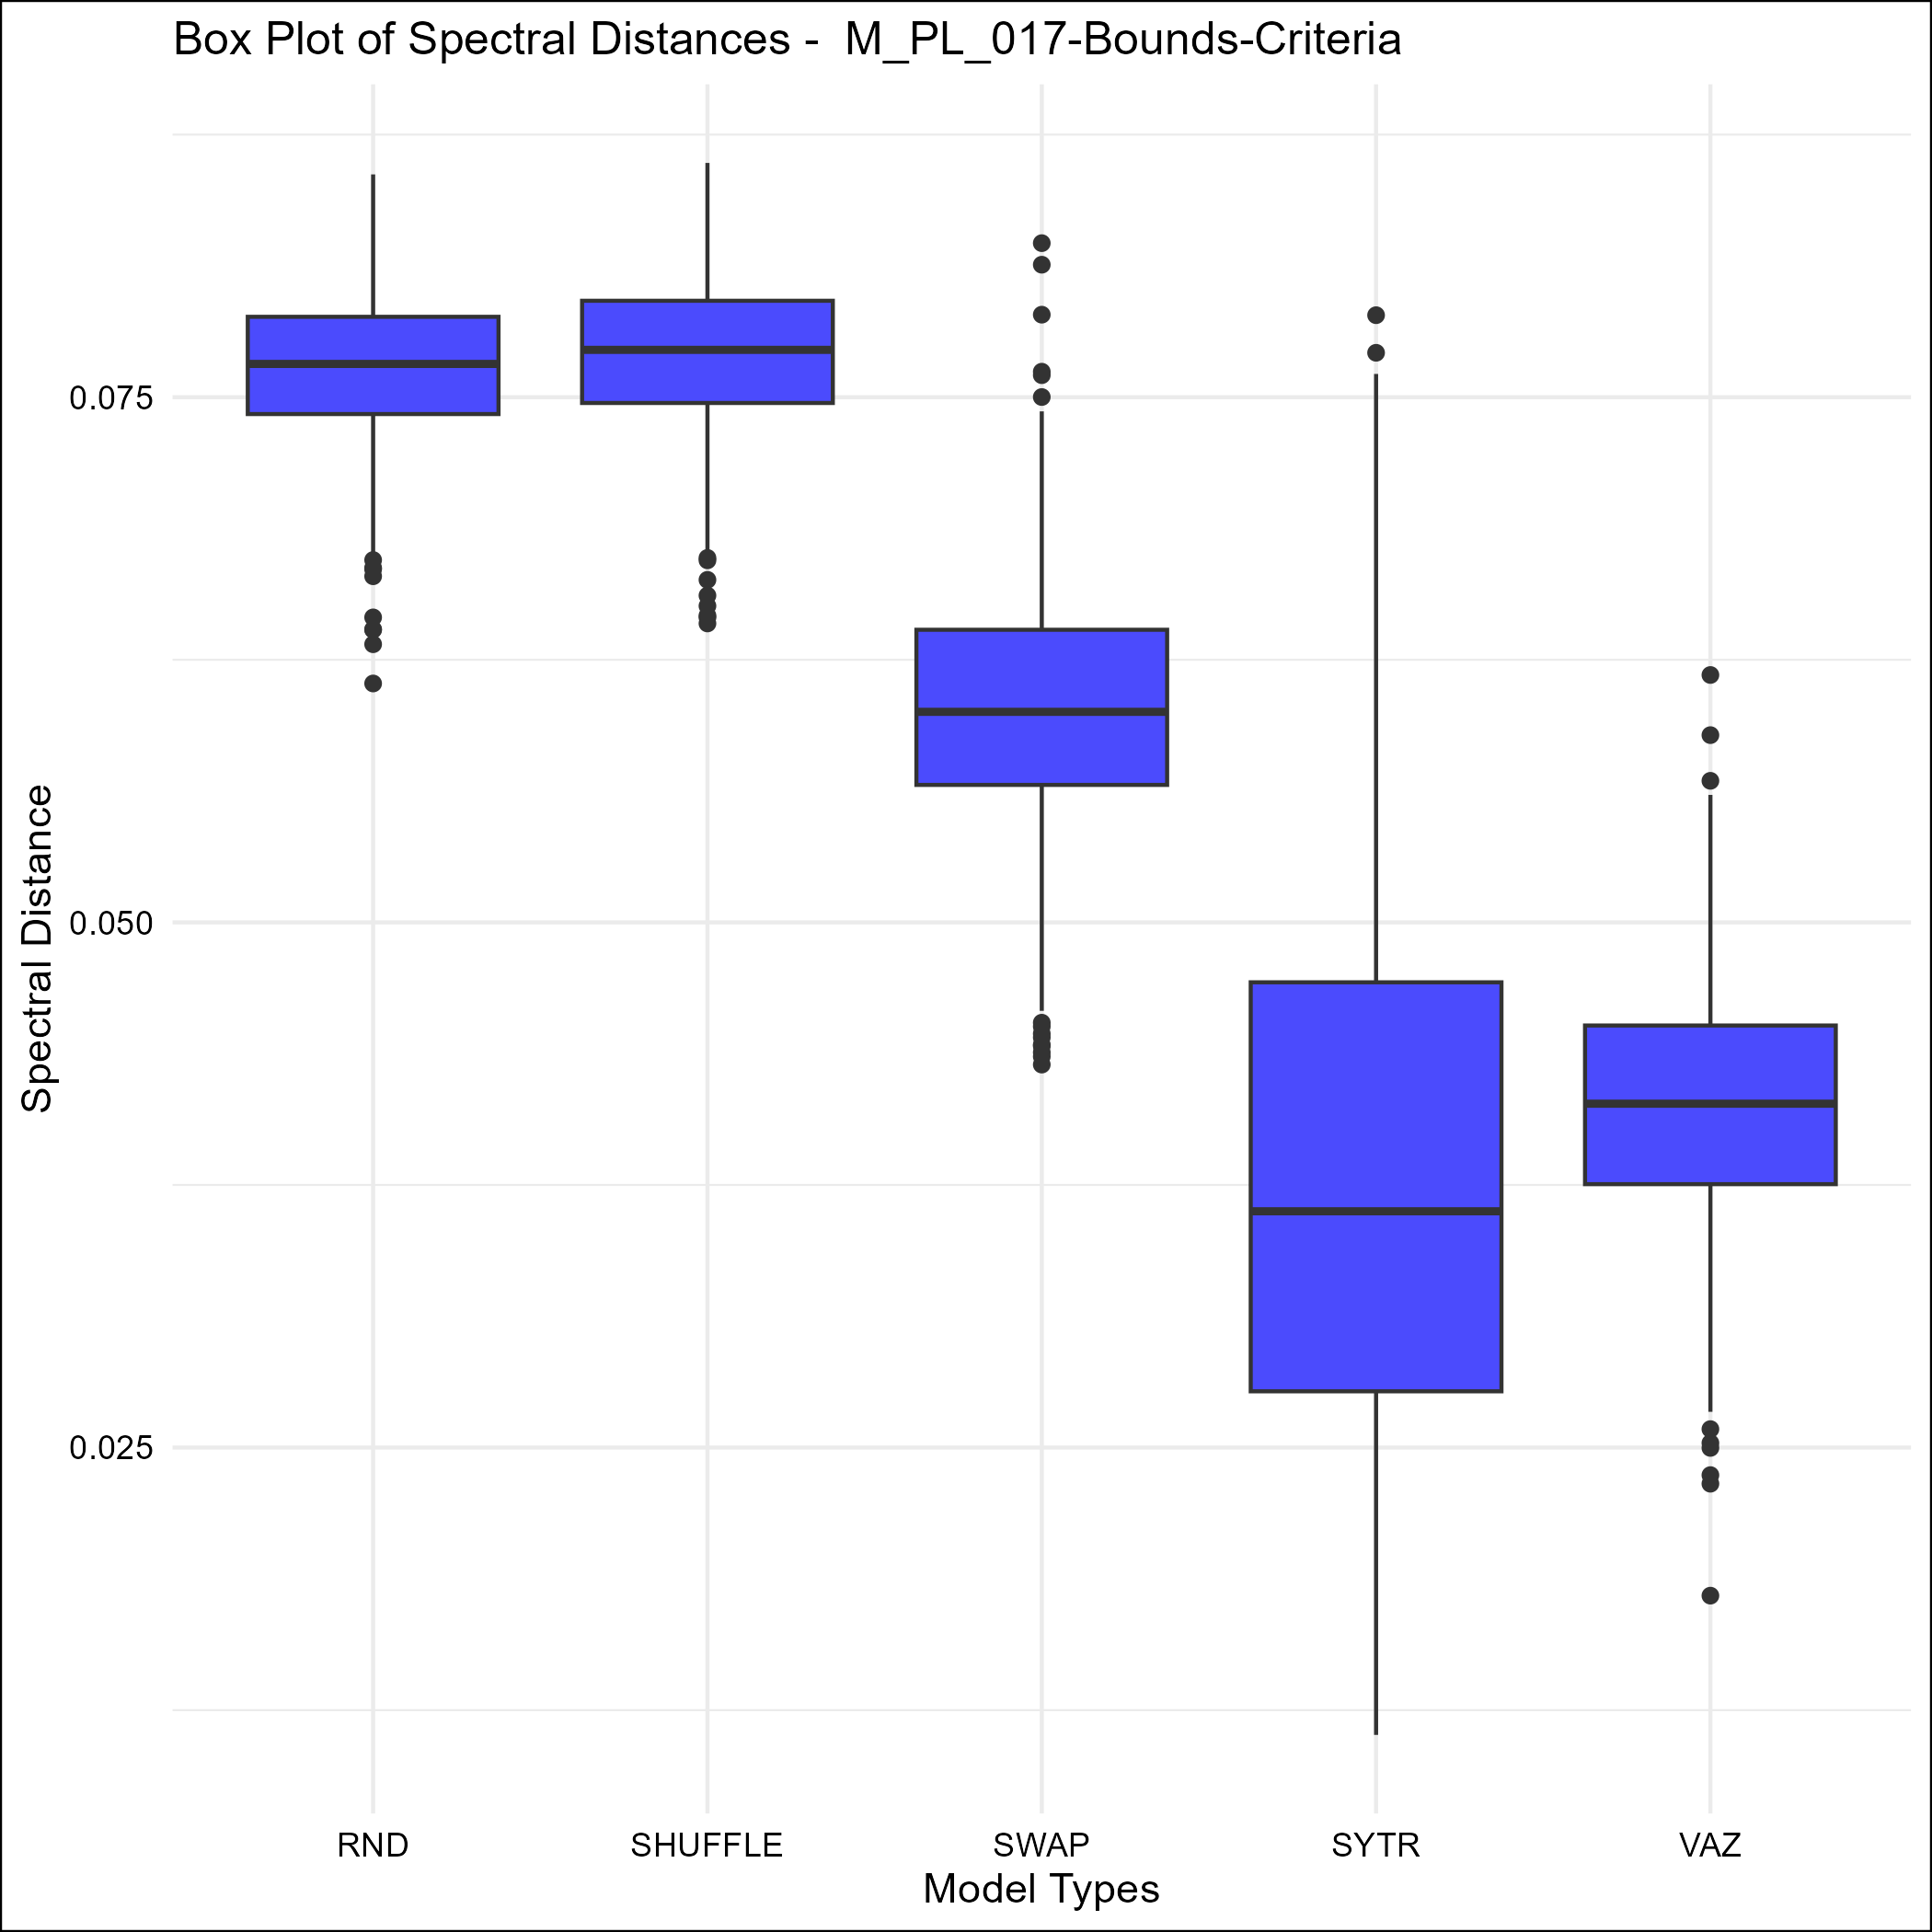 Box Plot of Spectral Distances -  M_PL_017-Bounds-Criteria
Spectral Distance
0.075
0.050
0.025
RND
SHUFFLE
SWAP
SYTR
VAZ
Model Types